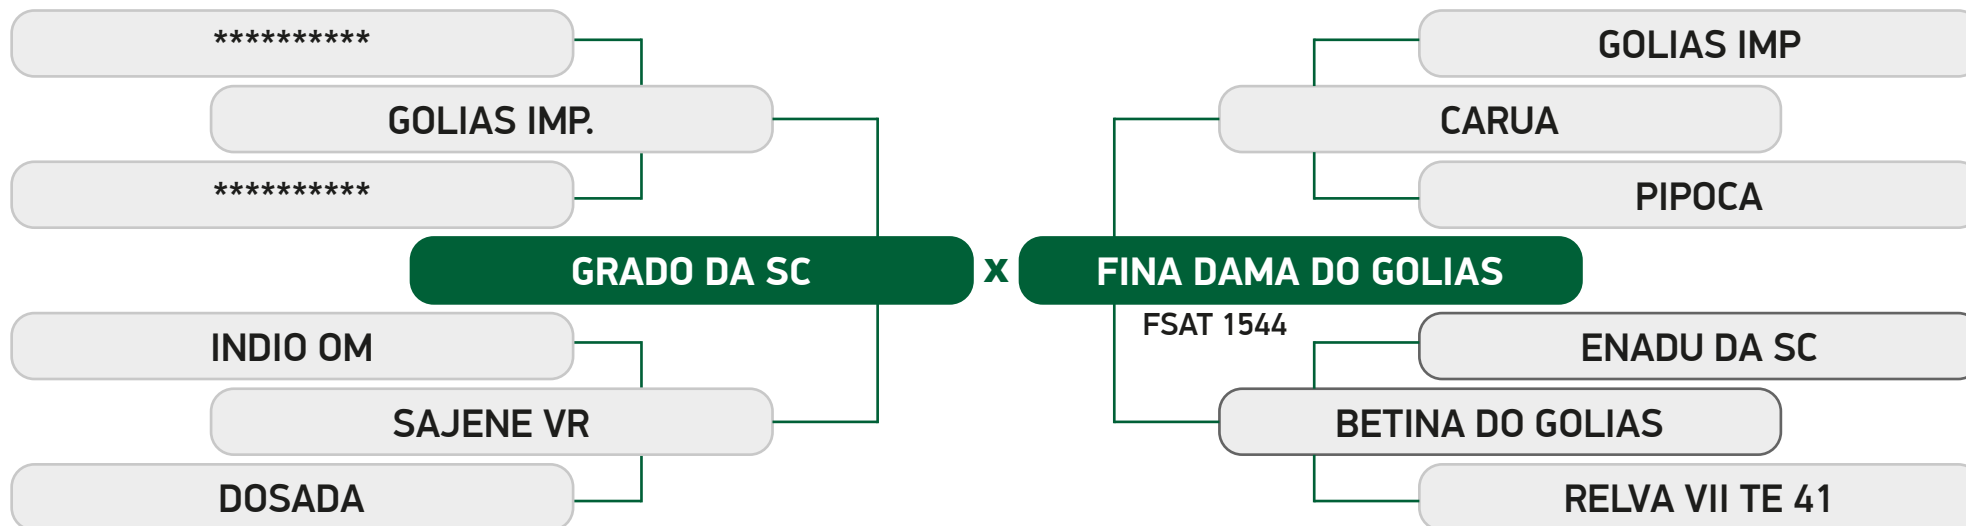 **********
GOLIAS IMP.
**********
GRADO DA SC
INDIO OM
SAJENE VR
DOSADA
x
GOLIAS IMP
CARUA
PIPOCA
FINA DAMA DO GOLIAS
FSAT 1544
ENADU DA SC
BETINA DO GOLIAS
RELVA VII TE 41